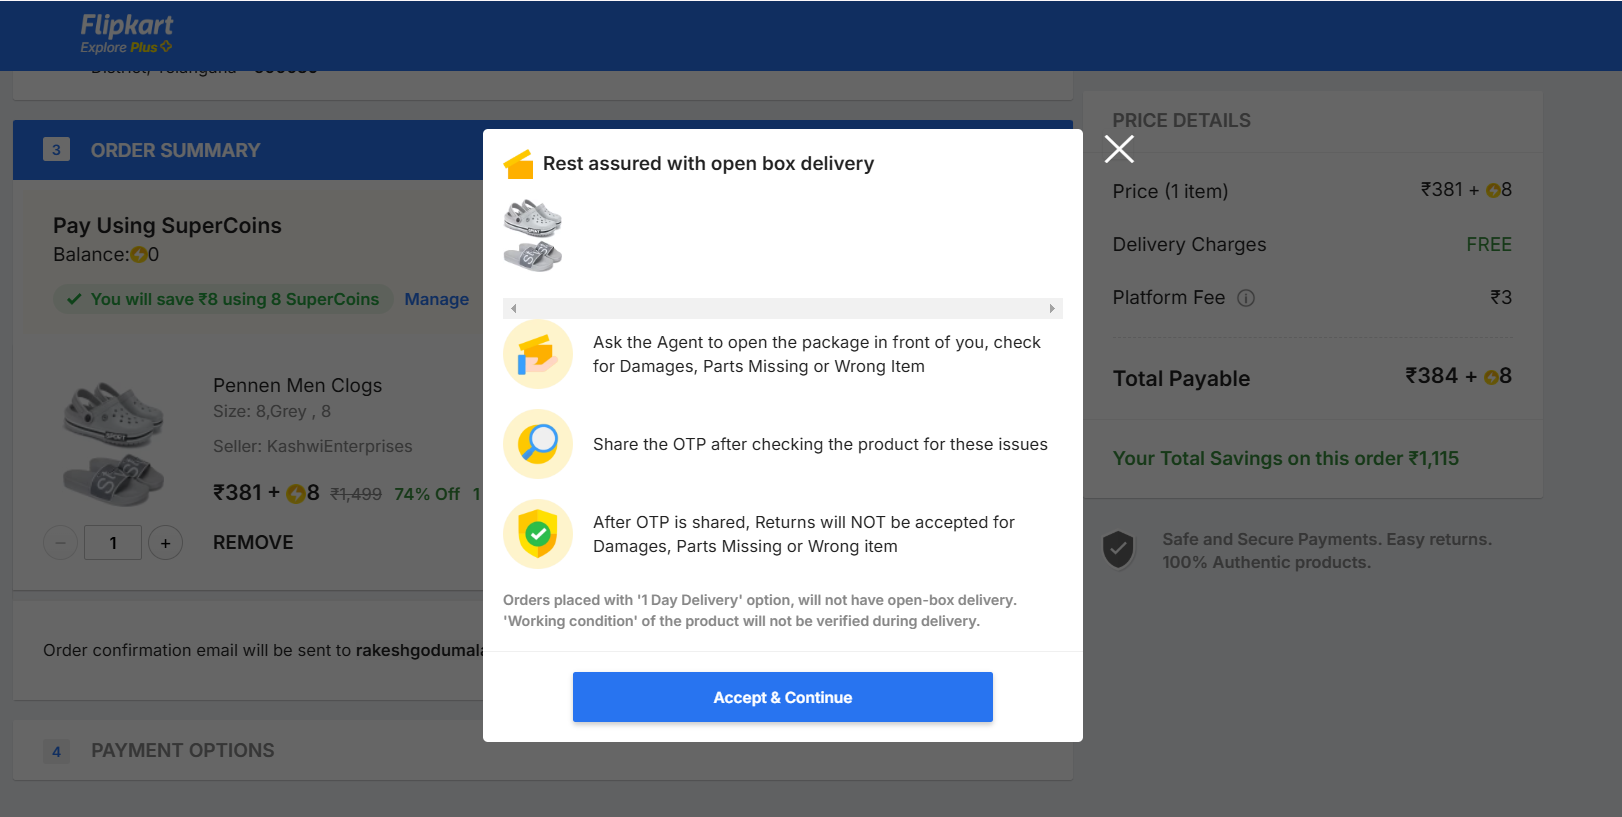 Flipkart
Explore Plus
3 ORDER SUMMARY
Pay Using SuperCoins
Balance: 0
You will save ₹8 using 8 SuperCoins Manage
Pennen Men Clogs
Size: 8,Grey , 8
Seller: KashwiEnterprises
₹381 + 8 ₹1,499 74% Off 1
− 1 + REMOVE
Order confirmation email will be sent to rakeshgodumala
4 PAYMENT OPTIONS
Rest assured with open box delivery
Ask the Agent to open the package in front of you, check
for Damages, Parts Missing or Wrong Item
Share the OTP after checking the product for these issues
After OTP is shared, Returns will NOT be accepted for
Damages, Parts Missing or Wrong item
Orders placed with '1 Day Delivery' option, will not have open-box delivery.
'Working condition' of the product will not be verified during delivery.
Accept & Continue
PRICE DETAILS
Price (1 item) ₹381 + 8
Delivery Charges FREE
Platform Fee ₹3
Total Payable ₹384 + 8
Your Total Savings on this order ₹1,115
Safe and Secure Payments. Easy returns.
100% Authentic products.